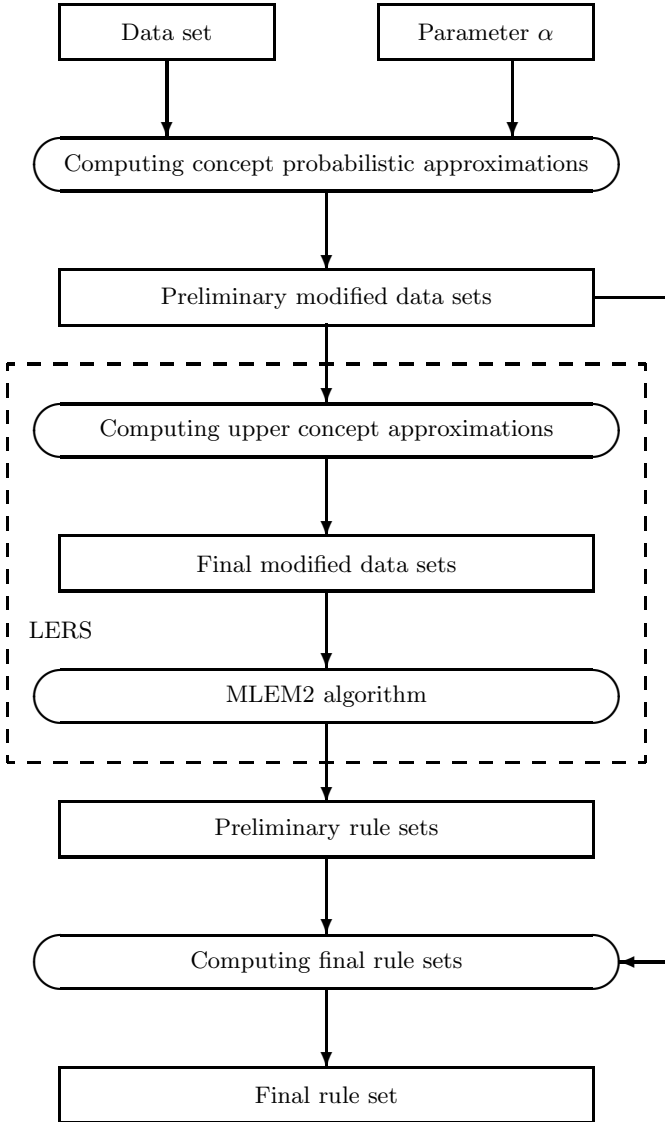 Data set
Parameter α
Computing concept probabilistic approximations
Preliminary modified data sets
Computing upper concept approximations
Final modified data sets
LERS
MLEM2 algorithm
Preliminary rule sets
Computing final rule sets
Final rule set